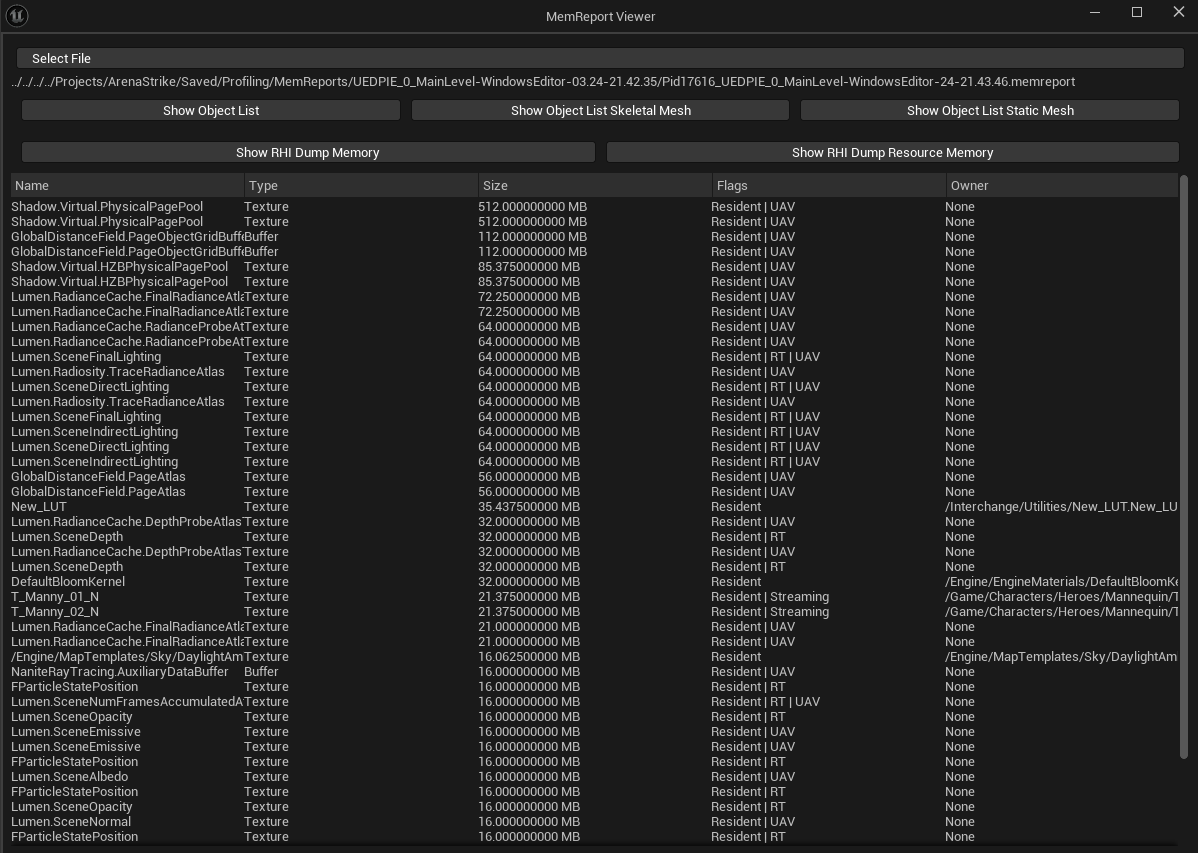 MemReport Viewer
Select File
../../../../Projects/ArenaStrike/Saved/Profiling/MemReports/UEDPIE_0_MainLevel-WindowsEditor-03.24-21.42.35/Pid17616_UEDPIE_0_MainLevel-WindowsEditor-24-21.43.46.memreport
Show Object List Show Object List Skeletal Mesh Show Object List Static Mesh
Show RHI Dump Memory Show RHI Dump Resource Memory
Name Type Size Flags Owner
Shadow.Virtual.PhysicalPagePool Texture 512.000000000 MB Resident | UAV None
Shadow.Virtual.PhysicalPagePool Texture 512.000000000 MB Resident | UAV None
GlobalDistanceField.PageObjectGridBuffe Buffer 112.000000000 MB Resident | UAV None
GlobalDistanceField.PageObjectGridBuffe Buffer 112.000000000 MB Resident | UAV None
Shadow.Virtual.HZBPhysicalPagePool Texture 85.375000000 MB Resident | UAV None
Shadow.Virtual.HZBPhysicalPagePool Texture 85.375000000 MB Resident | UAV None
Lumen.RadianceCache.FinalRadianceAtla Texture 72.250000000 MB Resident | UAV None
Lumen.RadianceCache.FinalRadianceAtla Texture 72.250000000 MB Resident | UAV None
Lumen.RadianceCache.RadianceProbeAt Texture 64.000000000 MB Resident | UAV None
Lumen.RadianceCache.RadianceProbeAt Texture 64.000000000 MB Resident | UAV None
Lumen.SceneFinalLighting Texture 64.000000000 MB Resident | RT | UAV None
Lumen.Radiosity.TraceRadianceAtlas Texture 64.000000000 MB Resident | UAV None
Lumen.SceneDirectLighting Texture 64.000000000 MB Resident | RT | UAV None
Lumen.Radiosity.TraceRadianceAtlas Texture 64.000000000 MB Resident | UAV None
Lumen.SceneFinalLighting Texture 64.000000000 MB Resident | RT | UAV None
Lumen.SceneIndirectLighting Texture 64.000000000 MB Resident | RT | UAV None
Lumen.SceneDirectLighting Texture 64.000000000 MB Resident | RT | UAV None
Lumen.SceneIndirectLighting Texture 64.000000000 MB Resident | RT | UAV None
GlobalDistanceField.PageAtlas Texture 56.000000000 MB Resident | UAV None
GlobalDistanceField.PageAtlas Texture 56.000000000 MB Resident | UAV None
New_LUT Texture 35.437500000 MB Resident /Interchange/Utilities/New_LUT.New_LU
Lumen.RadianceCache.DepthProbeAtlas Texture 32.000000000 MB Resident | UAV None
Lumen.SceneDepth Texture 32.000000000 MB Resident | RT None
Lumen.RadianceCache.DepthProbeAtlas Texture 32.000000000 MB Resident | UAV None
Lumen.SceneDepth Texture 32.000000000 MB Resident | RT None
DefaultBloomKernel Texture 32.000000000 MB Resident /Engine/EngineMaterials/DefaultBloomKe
T_Manny_01_N Texture 21.375000000 MB Resident | Streaming /Game/Characters/Heroes/Mannequin/T
T_Manny_02_N Texture 21.375000000 MB Resident | Streaming /Game/Characters/Heroes/Mannequin/T
Lumen.RadianceCache.FinalRadianceAtla Texture 21.000000000 MB Resident | UAV None
Lumen.RadianceCache.FinalRadianceAtla Texture 21.000000000 MB Resident | UAV None
/Engine/MapTemplates/Sky/DaylightAm Texture 16.062500000 MB Resident /Engine/MapTemplates/Sky/DaylightAm
NaniteRayTracing.AuxiliaryDataBuffer Buffer 16.000000000 MB Resident | UAV None
FParticleStatePosition Texture 16.000000000 MB Resident | RT None
Lumen.SceneNumFramesAccumulatedA Texture 16.000000000 MB Resident | RT | UAV None
Lumen.SceneOpacity Texture 16.000000000 MB Resident | RT None
Lumen.SceneEmissive Texture 16.000000000 MB Resident | UAV None
Lumen.SceneEmissive Texture 16.000000000 MB Resident | UAV None
FParticleStatePosition Texture 16.000000000 MB Resident | RT None
Lumen.SceneAlbedo Texture 16.000000000 MB Resident | UAV None
FParticleStatePosition Texture 16.000000000 MB Resident | RT None
Lumen.SceneOpacity Texture 16.000000000 MB Resident | RT None
Lumen.SceneNormal Texture 16.000000000 MB Resident | UAV None
FParticleStatePosition Texture 16.000000000 MB Resident | RT None